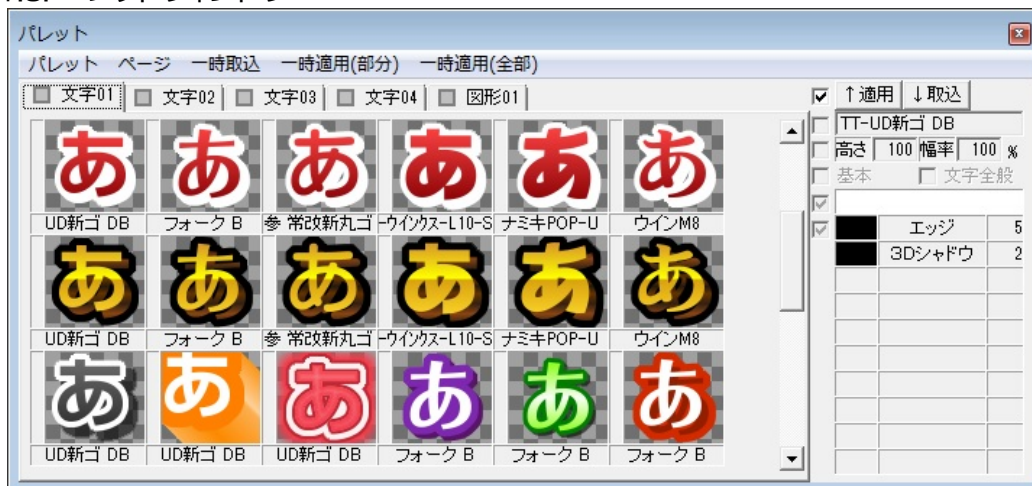 パレット
パレット ページ 一時取込 一時適用(部分) 一時適用(全部)
文字01 文字02 文字03 文字04 図形01 ↑適用 ↓取込
TT-UD新ゴ DB
高さ 100 幅率 100 %
基本 文字全般
エッジ 5
3Dシャドウ 2
あ あ あ あ あ あ
UD新ゴ DB フォーク B 参 常改新丸ゴ -ウインクス-L10-S ナミキPOP-U ウインM8
あ あ あ あ あ あ
UD新ゴ DB フォーク B 参 常改新丸ゴ -ウインクス-L10-S ナミキPOP-U ウインM8
あ あ あ あ あ あ
UD新ゴ DB UD新ゴ DB UD新ゴ DB フォーク B フォーク B フォーク B